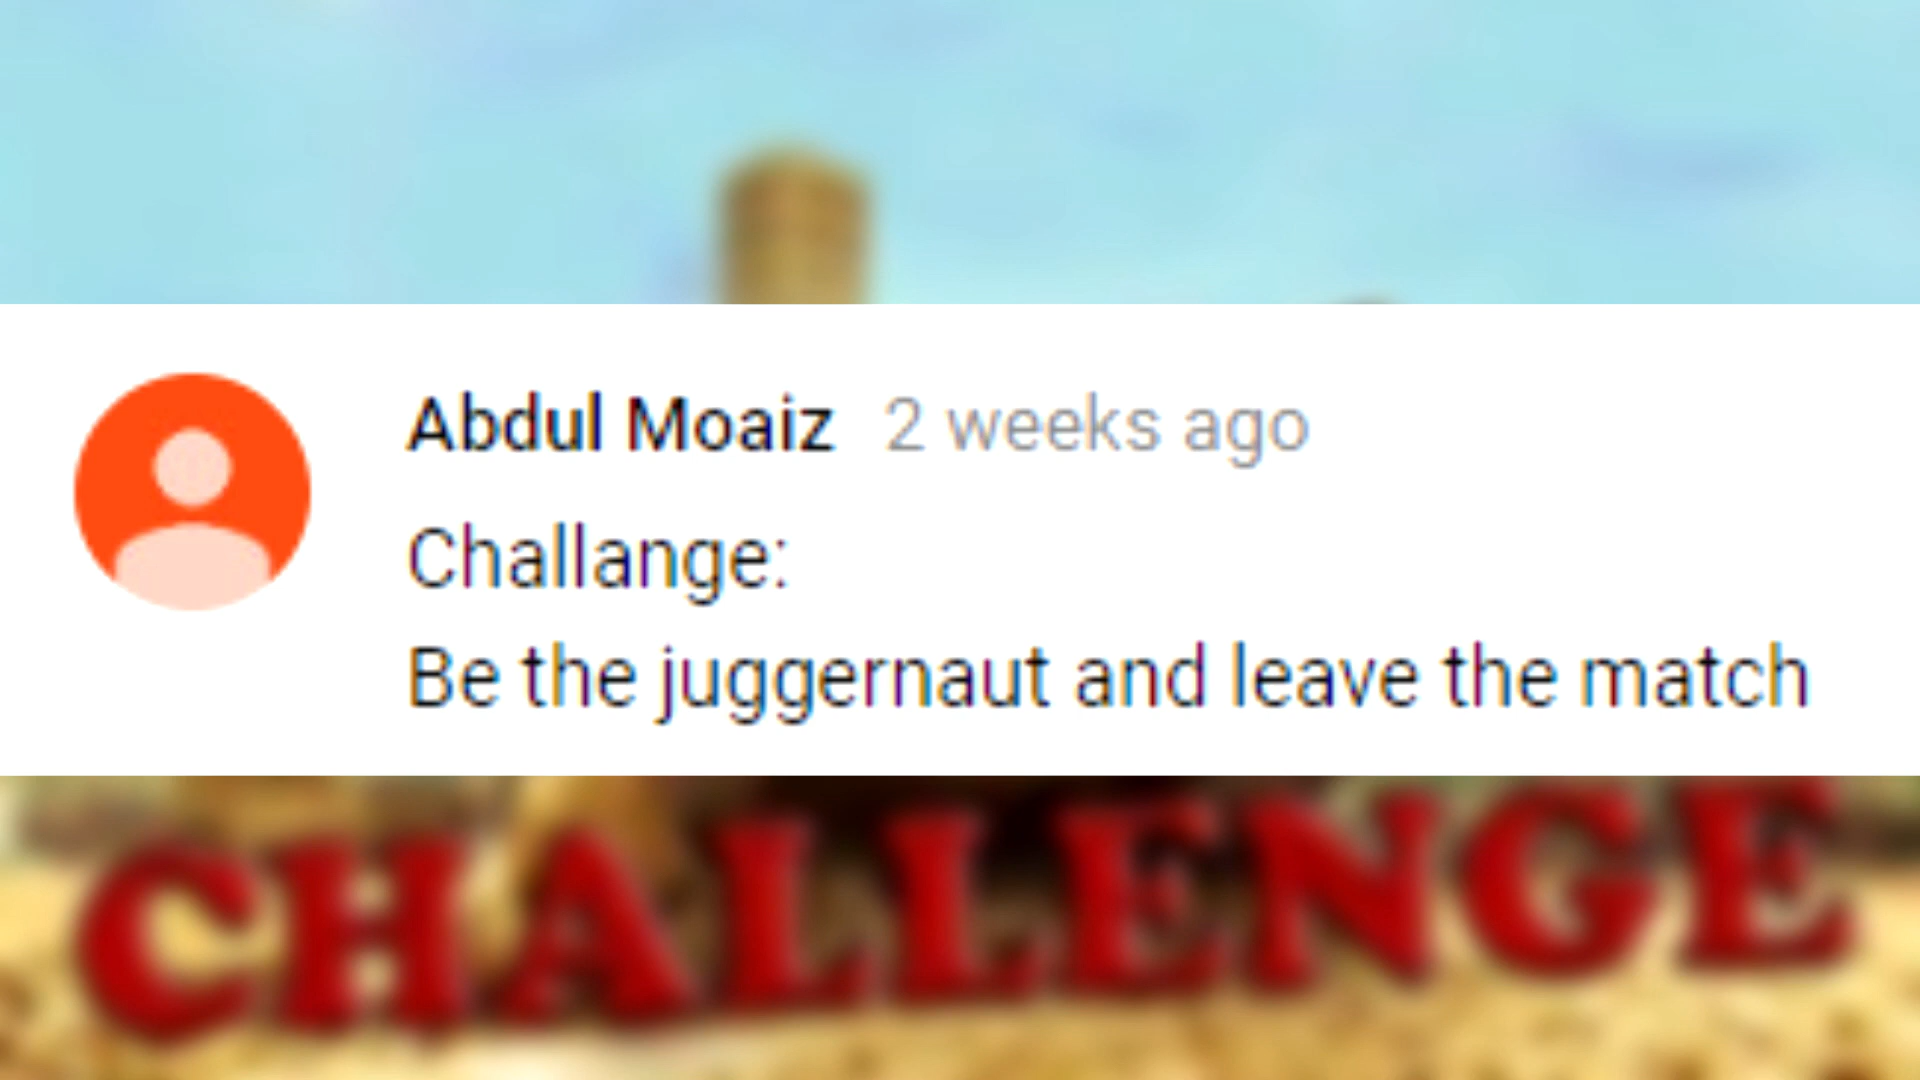 Abdul Moaiz 2 weeks ago
Challange:
Be the juggernaut and leave the match
CHALLENGE